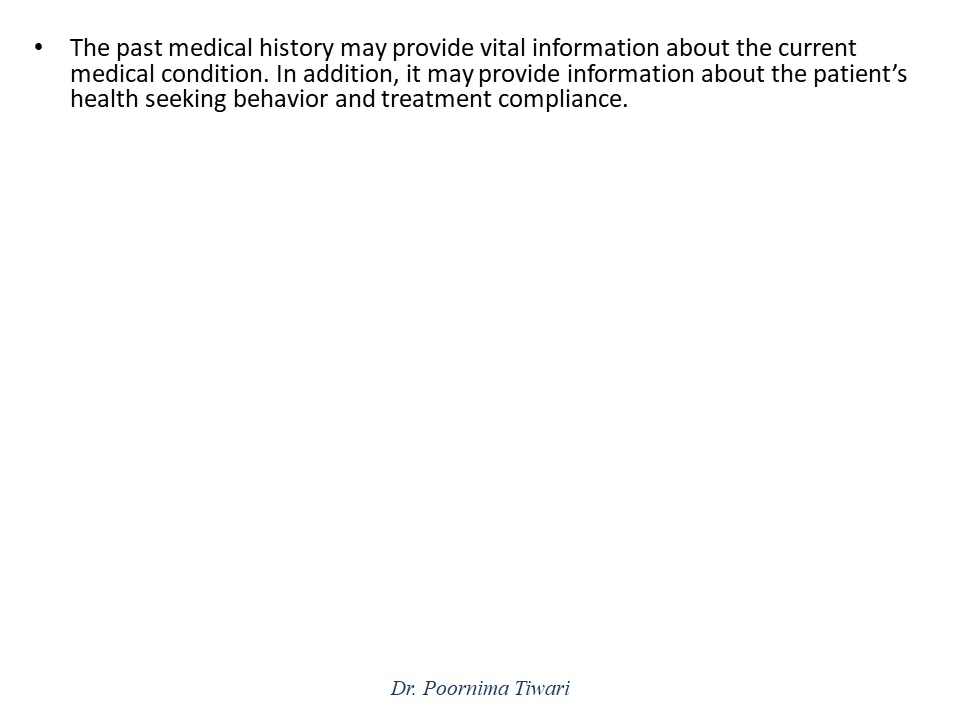 • The past medical history may provide vital information about the current
medical condition. In addition, it may provide information about the patient’s
health seeking behavior and treatment compliance.
Dr. Poornima Tiwari